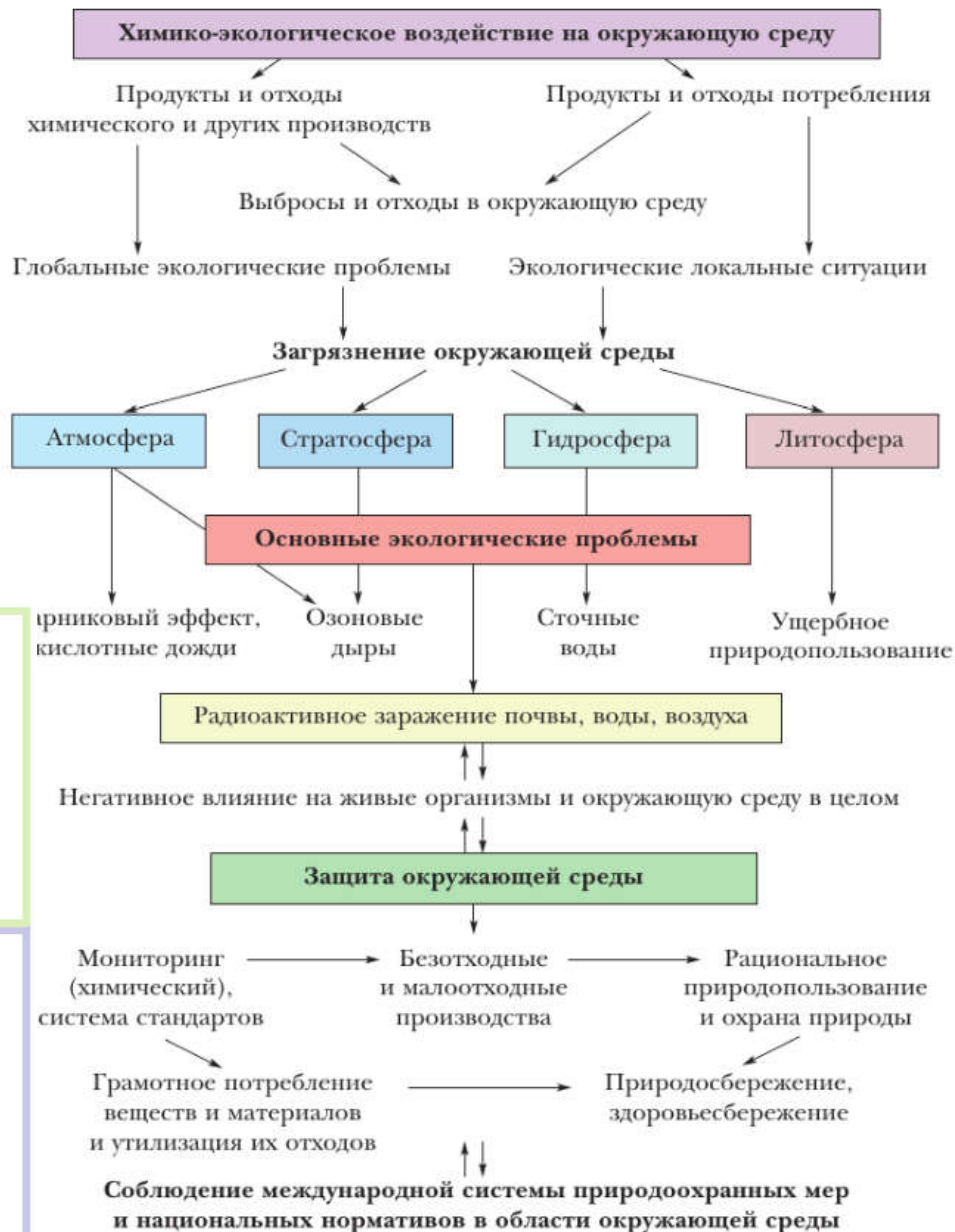 Химико-экологическое воздействие на окружающую среду
Продукты и отходы
химического и других производств
Продукты и отходы потребления
Выбросы и отходы в окружающую среду
Глобальные экологические проблемы
Экологические локальные ситуации
Загрязнение окружающей среды
Атмосфера
Стратосфера
Гидросфера
Литосфера
Основные экологические проблемы
арниковый эффект,
кислотные дожди
Озоновые
дыры
Сточные
воды
Ущербное
природопользование
Радиоактивное заражение почвы, воды, воздуха
Негативное влияние на живые организмы и окружающую среду в целом
Защита окружающей среды
Мониторинг
(химический),
система стандартов
Безотходные
и малоотходные
производства
Рациональное
природопользование
и охрана природы
Грамотное потребление
веществ и материалов
и утилизация их отходов
Природосбережение,
здоровьесбережение
Соблюдение международной системы природоохранных мер
и национальных нормативов в области окружающей среды